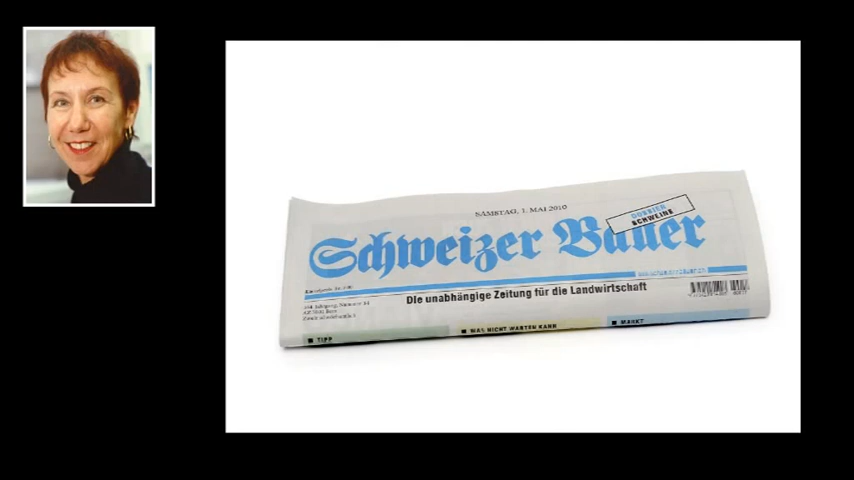 SAMSTAG, 1. MAI 2010
DOSSIER
SCHWEINE
Schweizer Bauer
Die unabhängige Zeitung für die Landwirtschaft
TIPP
WAS NICHT WARTEN KANN
MARKT